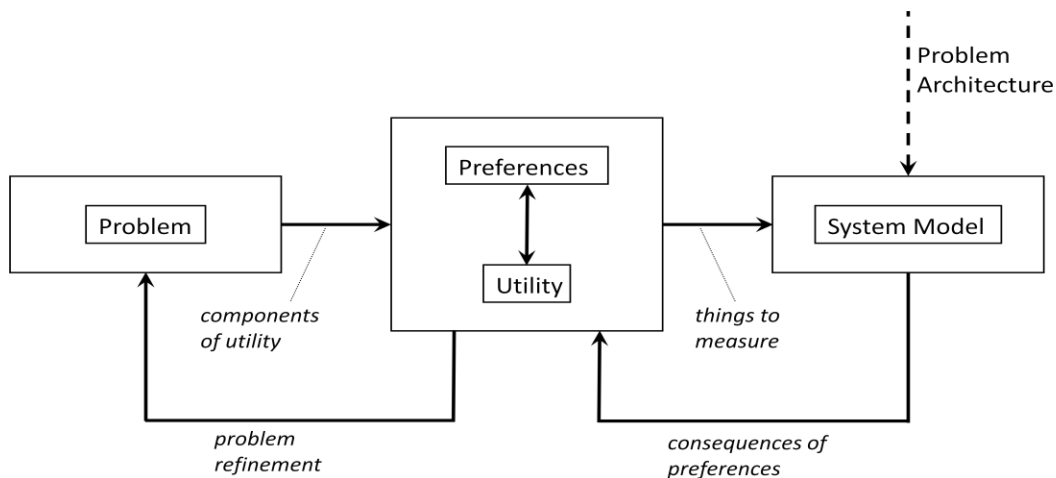 Problem
Architecture
Preferences
Problem
System Model
Utility
components
of utility
things to
measure
problem
refinement
consequences of
preferences